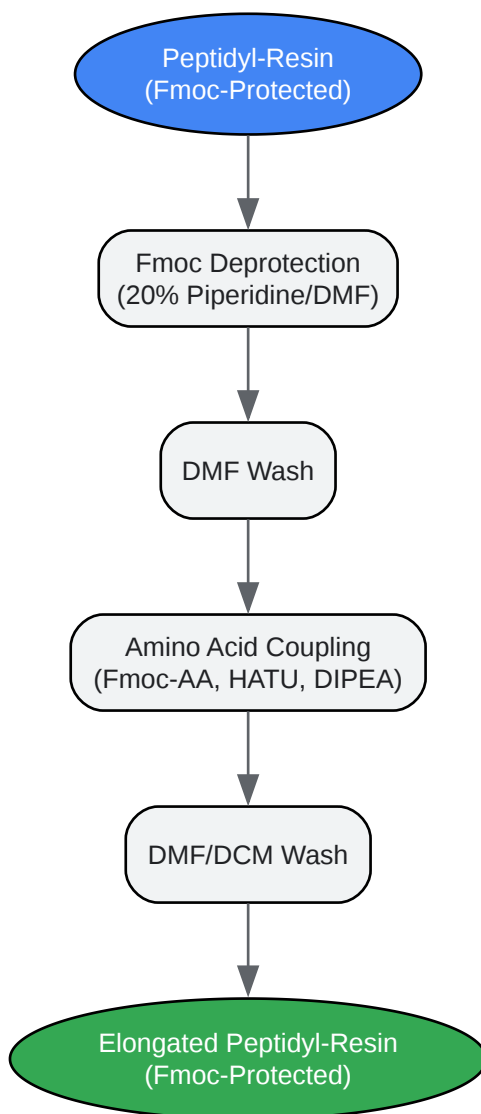 Peptidyl-Resin
(Fmoc-Protected)
Fmoc Deprotection
(20% Piperidine/DMF)
DMF Wash
Amino Acid Coupling
(Fmoc-AA, HATU, DIPEA)
DMF/DCM Wash
Elongated Peptidyl-Resin
(Fmoc-Protected)